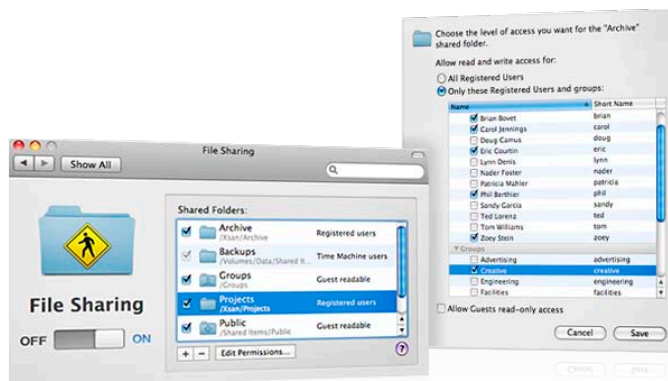 File Sharing
Show All
Shared Folders:
Archive
/Xsan/Archive
Registered users
Backups
/Volumes/Data/Shared It...
Time Machine users
Groups
/Groups
Guest readable
Projects
/Xsan/Projects
Registered users
Public
/Shared Items/Public
Guest readable
File Sharing
OFF ON
+ − Edit Permissions... ?
Choose the level of access you want for the "Archive"
shared folder.
Allow read and write access for:
All Registered Users
Only these Registered Users and groups:
Name Short Name
Brian Bovet brian
Carol Jennings carol
Doug Camus doug
Eric Courtin eric
Lynn Denis lynn
Nader Foster nader
Patricia Mahler patricia
Phil Berthier phil
Sandy Garcia sandy
Ted Lorenz ted
Tom Williams tom
Zoey Stein zoey
Groups
Advertising advertising
Creative creative
Engineering engineering
Facilities facilities
Allow Guests read-only access
Cancel Save